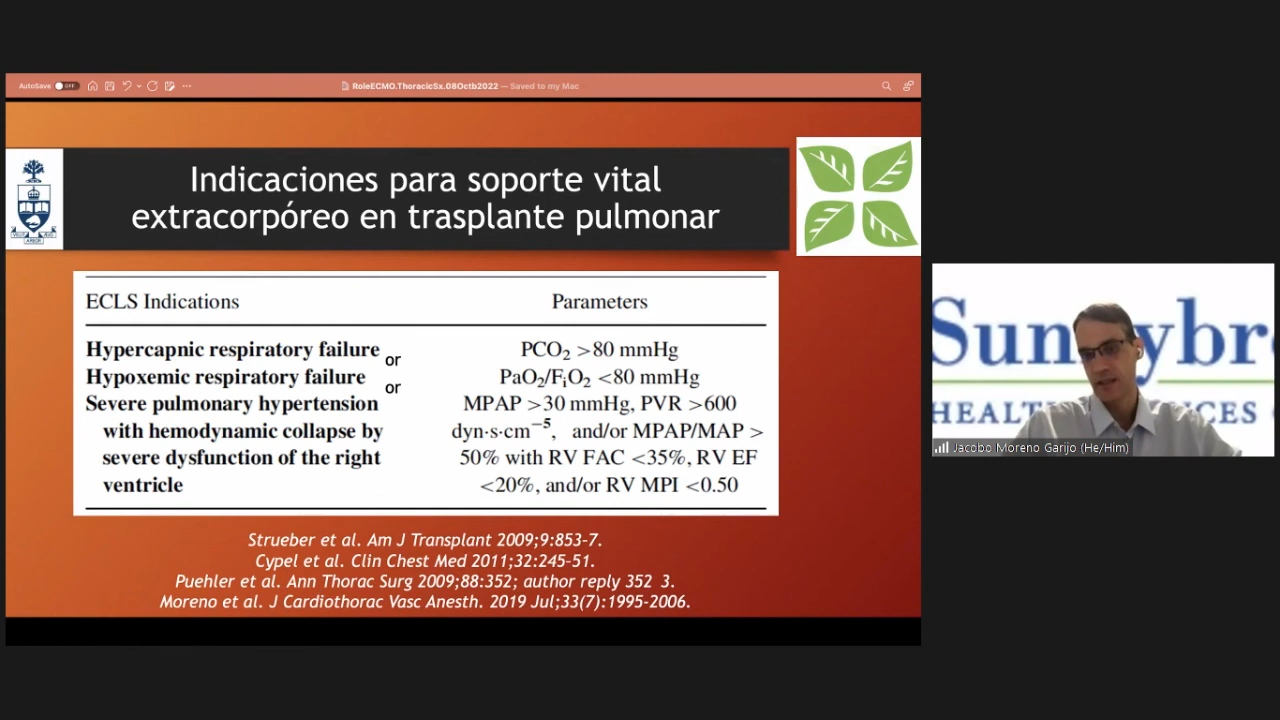 AutoSave OFF
RoleECMO.ThoracicSx.08Octb2022 — Saved to my Mac
Indicaciones para soporte vital
extracorpóreo en trasplante pulmonar
ECLS Indications Parameters
Hypercapnic respiratory failure or PCO₂ >80 mmHg
Hypoxemic respiratory failure or PaO₂/FᵢO₂ <80 mmHg
Severe pulmonary hypertension MPAP >30 mmHg, PVR >600
with hemodynamic collapse by dyn·s·cm⁻⁵, and/or MPAP/MAP >
severe dysfunction of the right 50% with RV FAC <35%, RV EF
ventricle <20%, and/or RV MPI <0.50
Strueber et al. Am J Transplant 2009;9:853–7.
Cypel et al. Clin Chest Med 2011;32:245–51.
Puehler et al. Ann Thorac Surg 2009;88:352; author reply 352 3.
Moreno et al. J Cardiothorac Vasc Anesth. 2019 Jul;33(7):1995-2006.
Jacobo Moreno Garijo (He/Him)